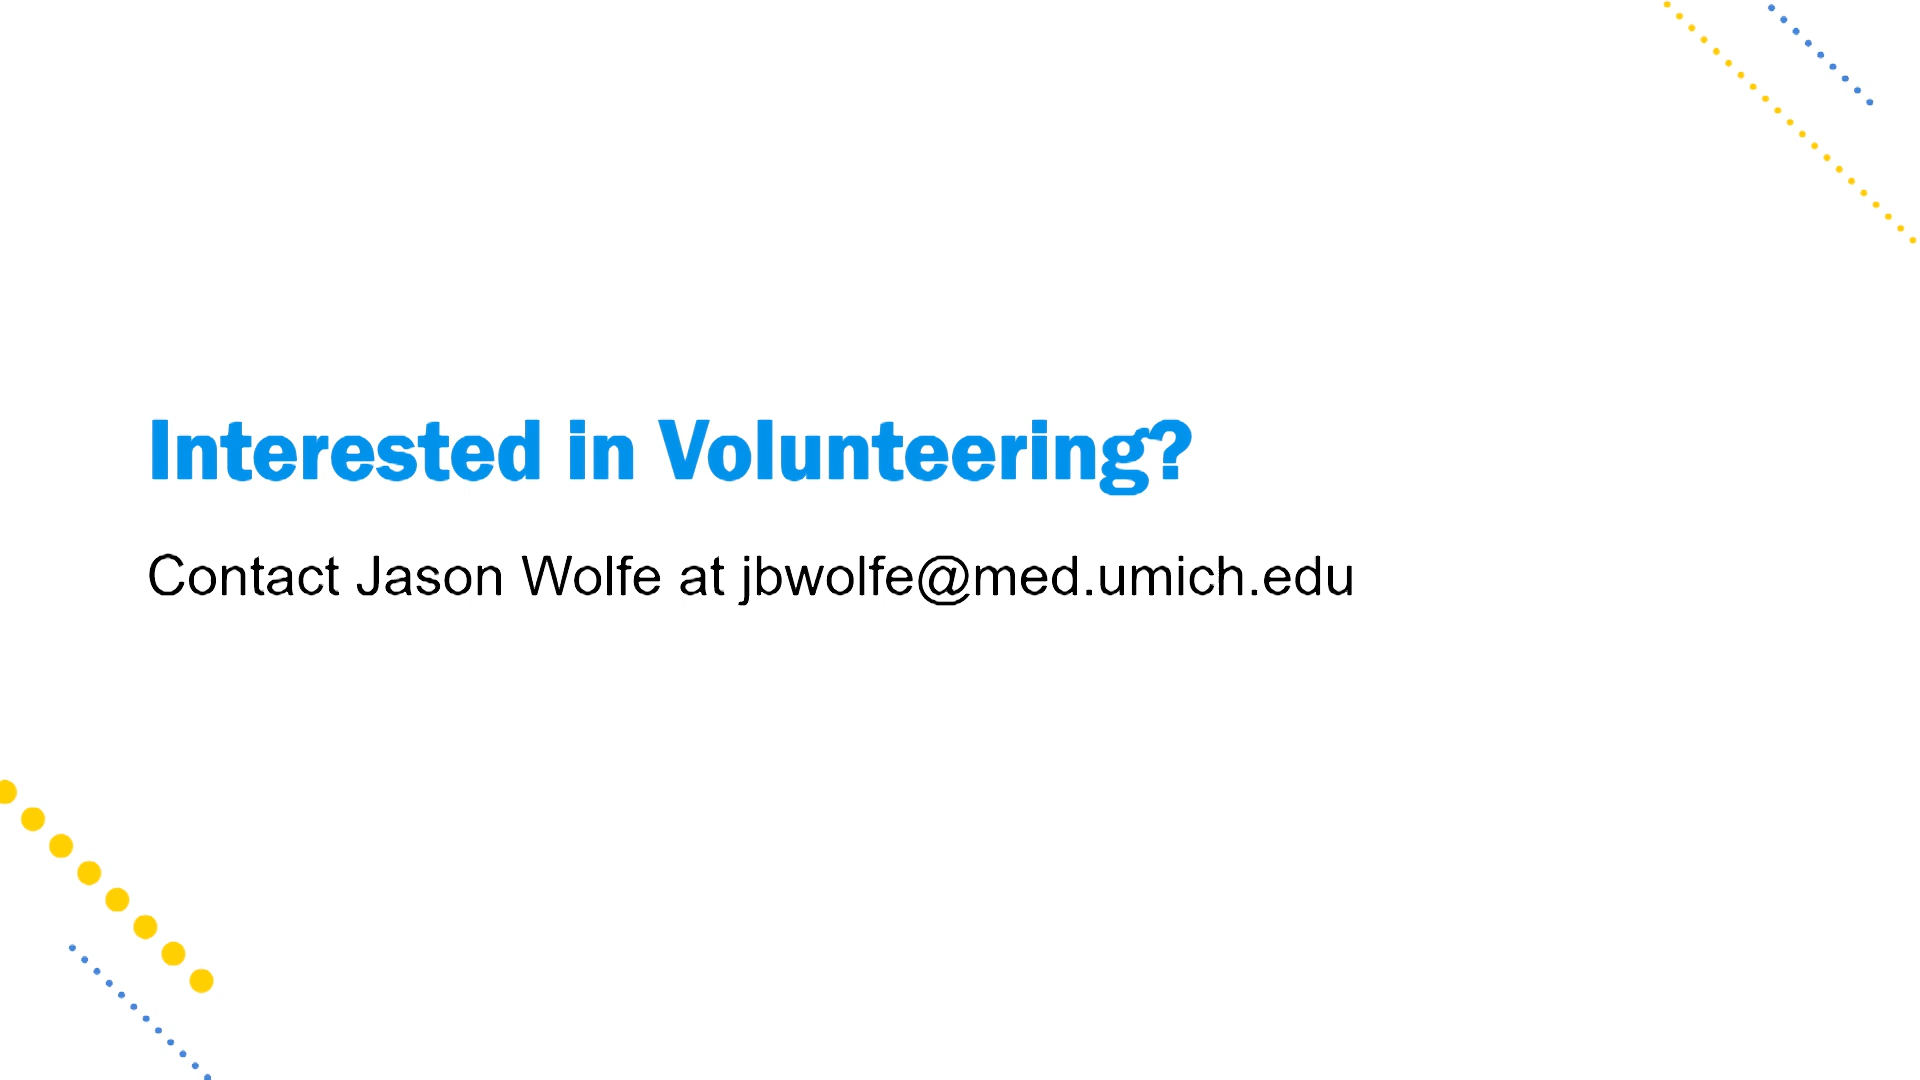 Interested in Volunteering?
Contact Jason Wolfe at jbwolfe@med.umich.edu